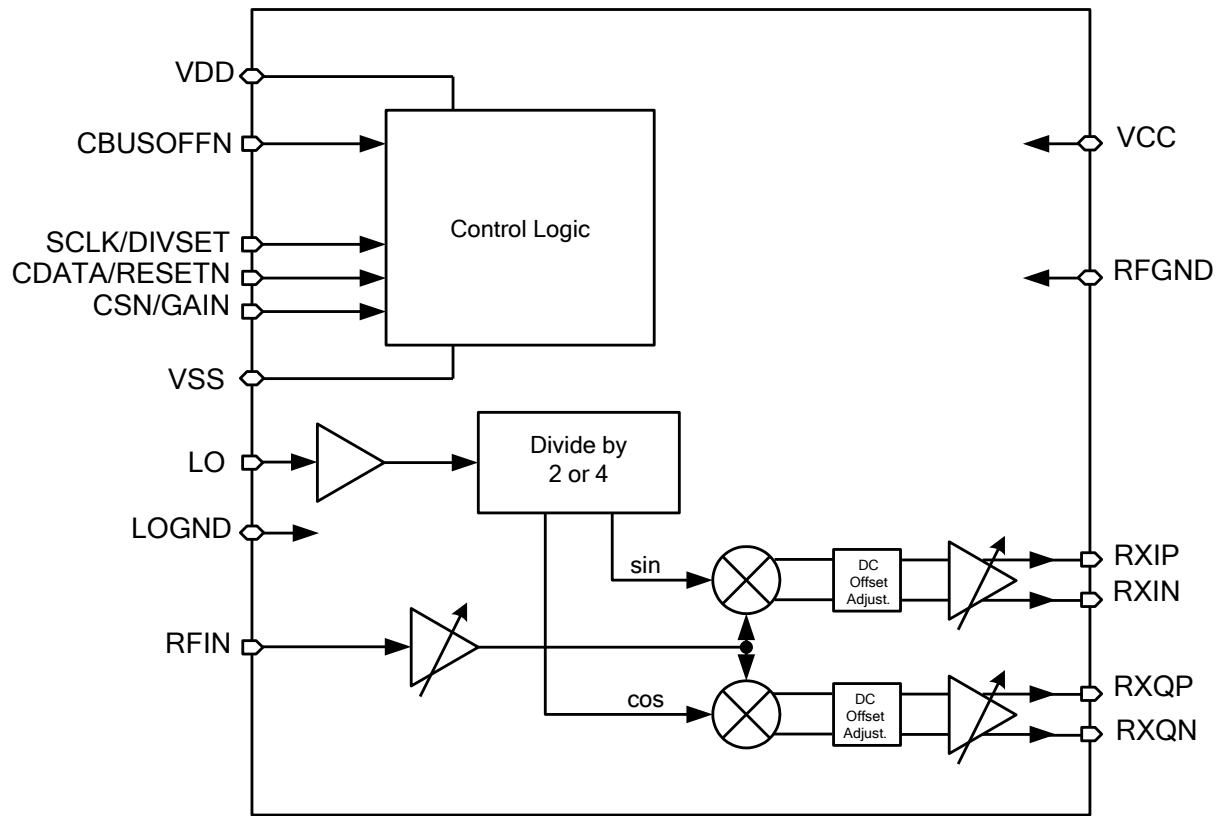 VDD
CBUSOFFN
SCLK/DIVSET
CDATA/RESETN
CSN/GAIN
VSS
Control Logic
VCC
RFGND
LO
Divide by
2 or 4
LOGND
sin
RFIN
cos
DC
Offset
Adjust.
RXIP
RXIN
DC
Offset
Adjust.
RXQP
RXQN